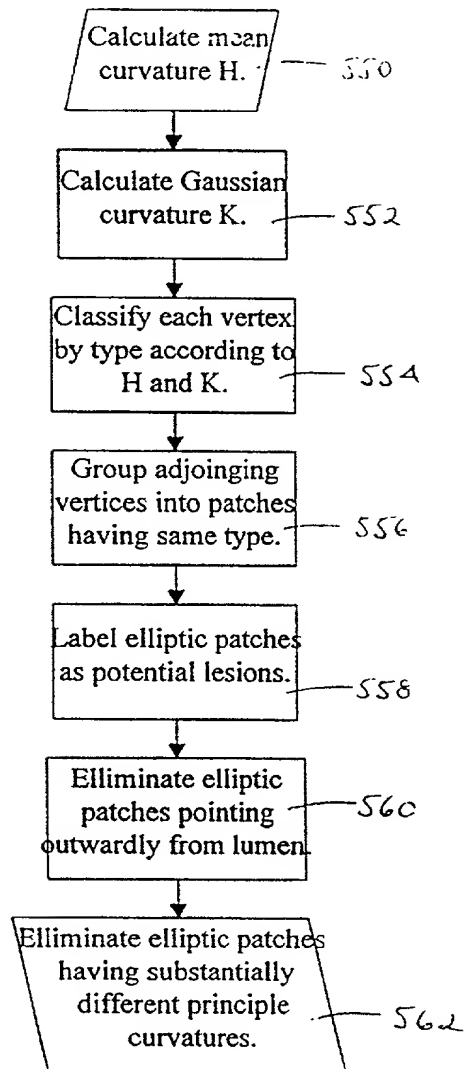 Calculate mean
curvature H.
550
Calculate Gaussian
curvature K.
552
Classify each vertex
by type according to
H and K.
554
Group adjoinging
vertices into patches
having same type.
556
Label elliptic patches
as potential lesions.
558
Elliminate elliptic
patches pointing
outwardly from lumen.
560
Elliminate elliptic patches
having substantially
different principle
curvatures.
562